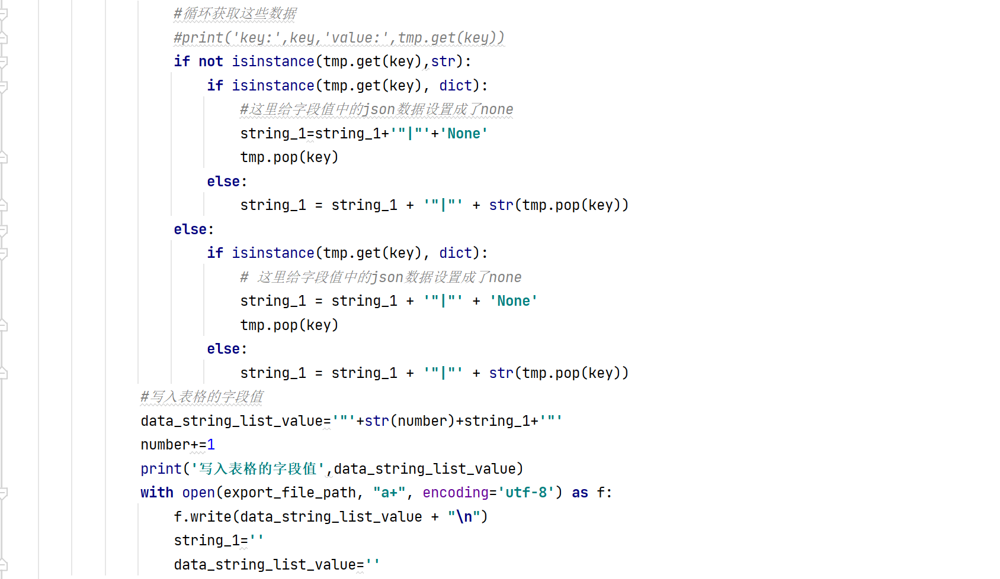 #循环获取这些数据
#print('key:',key,'value:',tmp.get(key))
if not isinstance(tmp.get(key),str):
if isinstance(tmp.get(key), dict):
#这里给字段值中的json数据设置成了none
string_1=string_1+'"|"'+'None'
tmp.pop(key)
else:
string_1 = string_1 + '"|"' + str(tmp.pop(key))
else:
if isinstance(tmp.get(key), dict):
# 这里给字段值中的json数据设置成了none
string_1 = string_1 + '"|"' + 'None'
tmp.pop(key)
else:
string_1 = string_1 + '"|"' + str(tmp.pop(key))
#写入表格的字段值
data_string_list_value='"'+str(number)+string_1+'"'
number+=1
print('写入表格的字段值',data_string_list_value)
with open(export_file_path, "a+", encoding='utf-8') as f:
f.write(data_string_list_value + "\n")
string_1=''
data_string_list_value=''